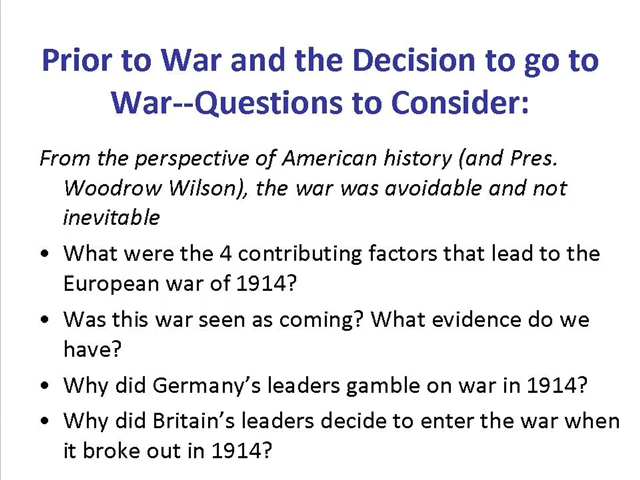 Prior to War and the Decision to go to
War--Questions to Consider:
From the perspective of American history (and Pres.
Woodrow Wilson), the war was avoidable and not
inevitable
• What were the 4 contributing factors that lead to the
European war of 1914?
• Was this war seen as coming? What evidence do we
have?
• Why did Germany's leaders gamble on war in 1914?
• Why did Britain's leaders decide to enter the war when
it broke out in 1914?